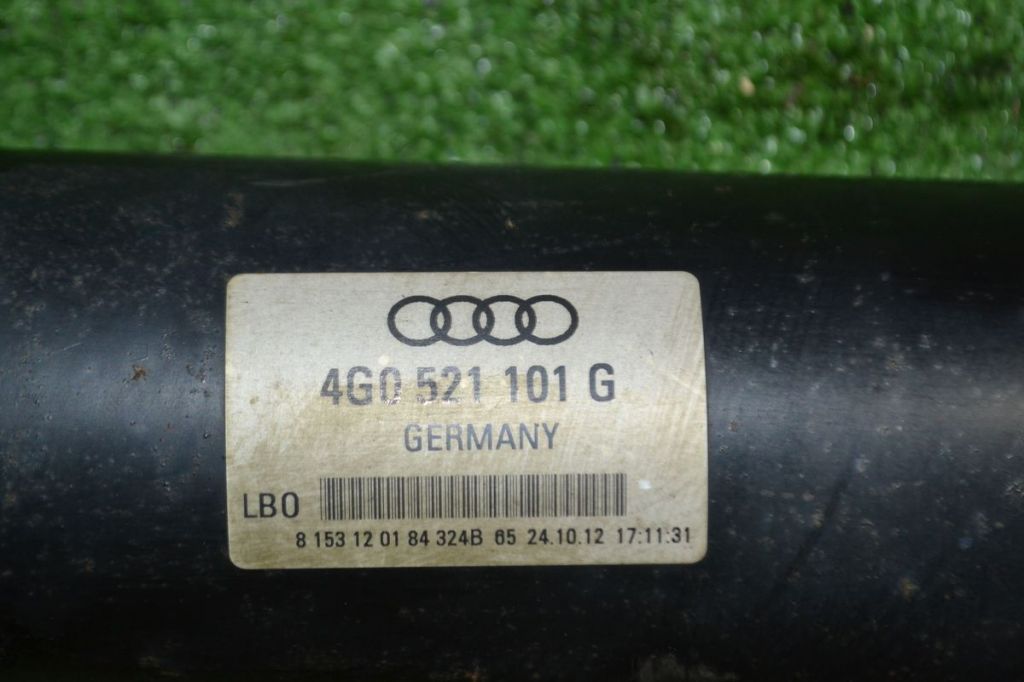 4G0 521 101 G
GERMANY
LBO
8 153 12 01 84 324B 65 24.10.12 17:11:31